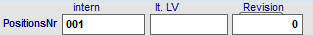 intern lt. LV Revision
PositionsNr 001 0